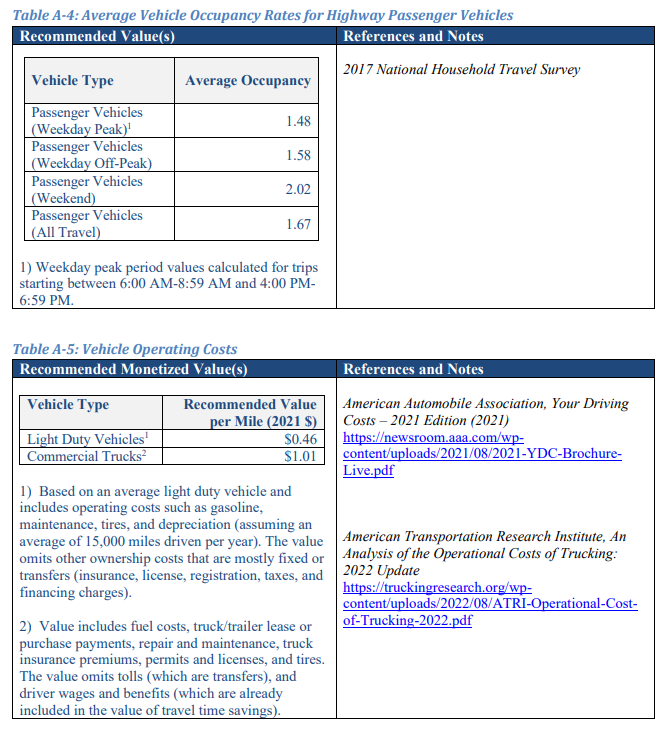 Table A-4: Average Vehicle Occupancy Rates for Highway Passenger Vehicles
Recommended Value(s)
References and Notes
Vehicle Type
Average Occupancy
Passenger Vehicles
(Weekday Peak)¹
1.48
Passenger Vehicles
(Weekday Off-Peak)
1.58
Passenger Vehicles
(Weekend)
2.02
Passenger Vehicles
(All Travel)
1.67
1) Weekday peak period values calculated for trips
starting between 6:00 AM-8:59 AM and 4:00 PM-
6:59 PM.
2017 National Household Travel Survey
Table A-5: Vehicle Operating Costs
Recommended Monetized Value(s)
References and Notes
Vehicle Type
Recommended Value
per Mile (2021 $)
Light Duty Vehicles¹
$0.46
Commercial Trucks²
$1.01
1) Based on an average light duty vehicle and
includes operating costs such as gasoline,
maintenance, tires, and depreciation (assuming an
average of 15,000 miles driven per year). The value
omits other ownership costs that are mostly fixed or
transfers (insurance, license, registration, taxes, and
financing charges).
2) Value includes fuel costs, truck/trailer lease or
purchase payments, repair and maintenance, truck
insurance premiums, permits and licenses, and tires.
The value omits tolls (which are transfers), and
driver wages and benefits (which are already
included in the value of travel time savings).
American Automobile Association, Your Driving
Costs – 2021 Edition (2021)
https://newsroom.aaa.com/wp-
content/uploads/2021/08/2021-YDC-Brochure-
Live.pdf
American Transportation Research Institute, An
Analysis of the Operational Costs of Trucking:
2022 Update
https://truckingresearch.org/wp-
content/uploads/2022/08/ATRI-Operational-Cost-
of-Trucking-2022.pdf